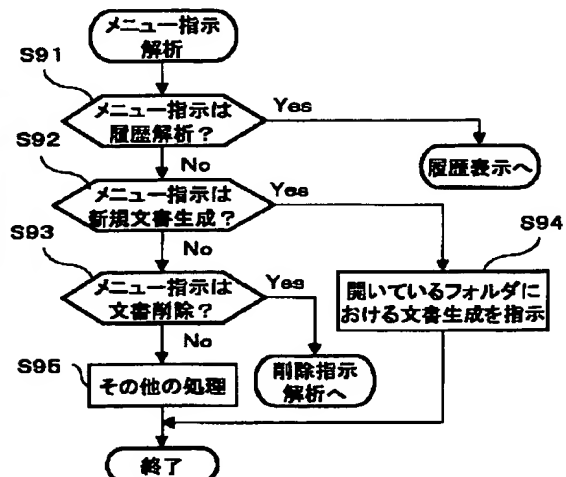 メニュー指示
解析
S91
メニュー指示は
履歴解析？
Yes
No
履歴表示へ
S92
メニュー指示は
新規文書生成？
Yes
No
S94
開いているフォルダに
おける文書生成を指示
S93
メニュー指示は
文書削除？
Yes
No
削除指示
解析へ
S95
その他の処理
終了